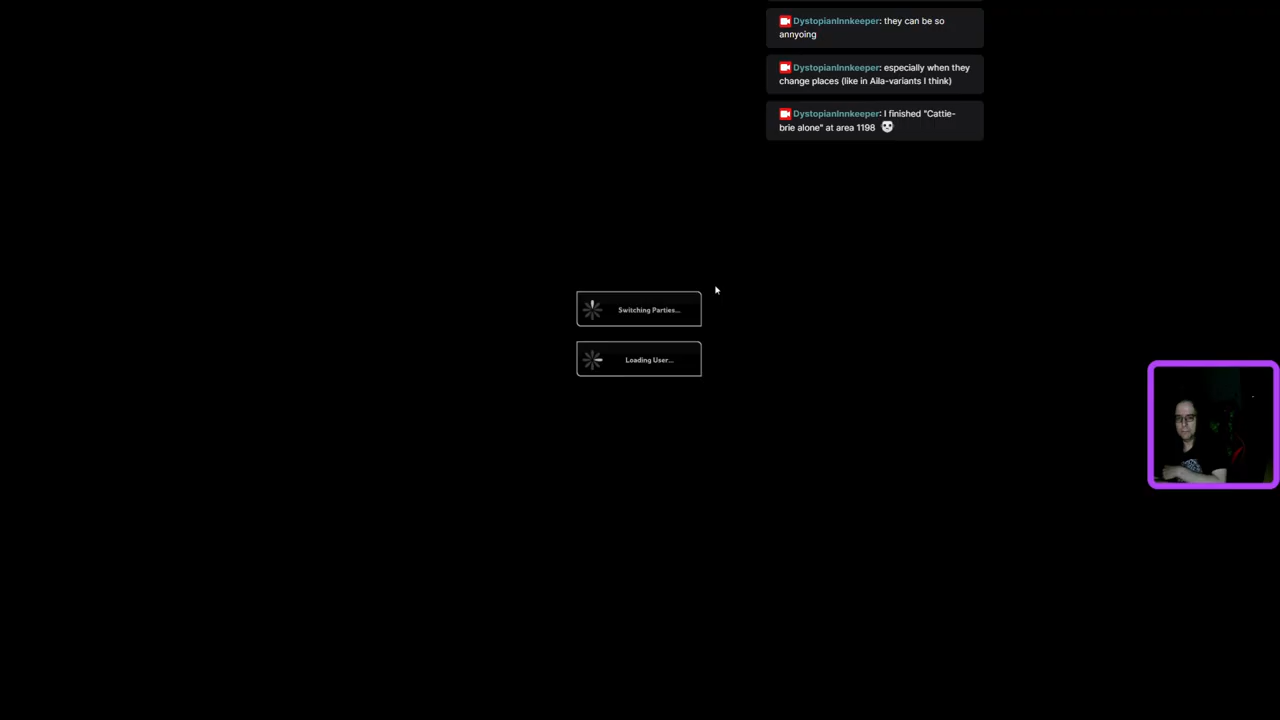 DystopianInnkeeper: they can be so
annyoing
DystopianInnkeeper: especially when they
change places (like in Aila-variants I think)
DystopianInnkeeper: I finished "Cattie-
brie alone" at area 1198
Switching Parties...
Loading User...